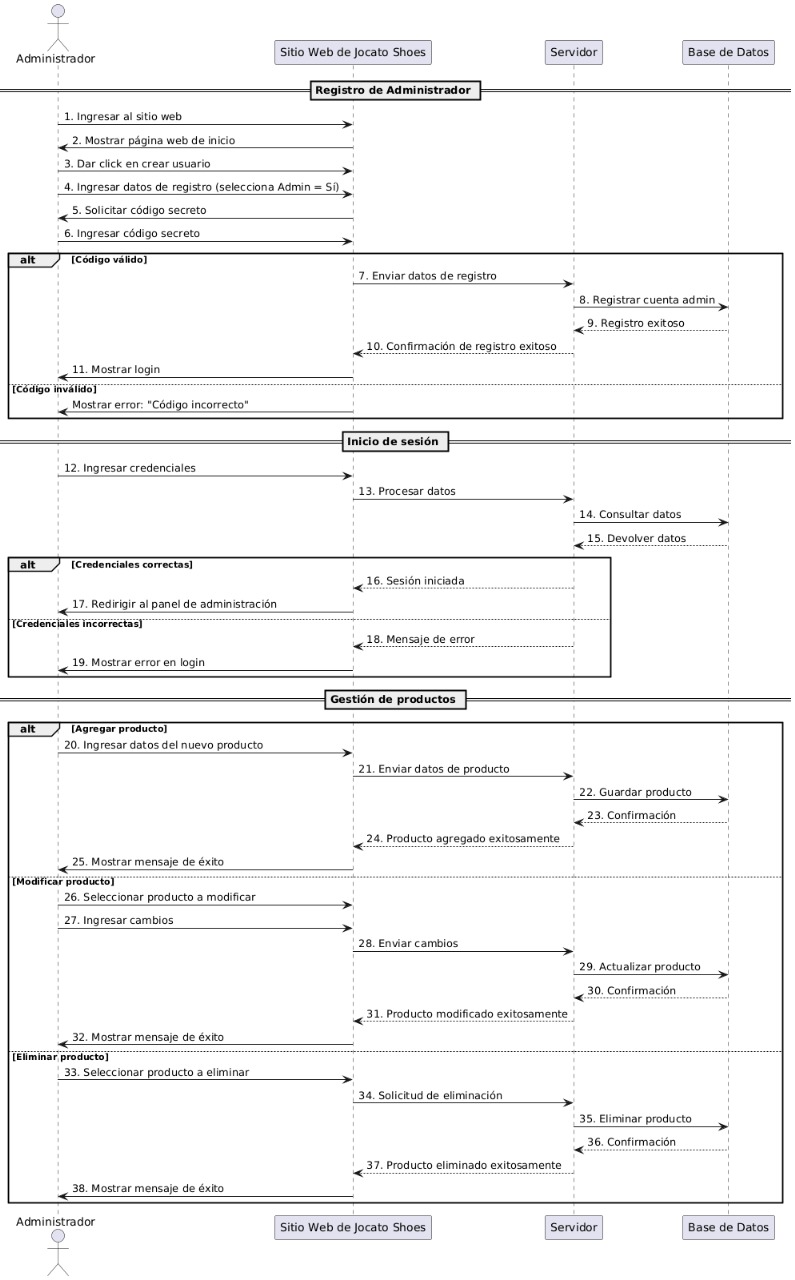 Administrador
Sitio Web de Jocato Shoes
Servidor
Base de Datos
Registro de Administrador
1. Ingresar al sitio web
2. Mostrar página web de inicio
3. Dar click en crear usuario
4. Ingresar datos de registro (selecciona Admin = Sí)
5. Solicitar código secreto
6. Ingresar código secreto
alt [Código válido]
7. Enviar datos de registro
8. Registrar cuenta admin
9. Registro exitoso
10. Confirmación de registro exitoso
11. Mostrar login
[Código inválido]
Mostrar error: "Código incorrecto"
Inicio de sesión
12. Ingresar credenciales
13. Procesar datos
14. Consultar datos
15. Devolver datos
alt [Credenciales correctas]
16. Sesión iniciada
17. Redirigir al panel de administración
[Credenciales incorrectas]
18. Mensaje de error
19. Mostrar error en login
Gestión de productos
alt [Agregar producto]
20. Ingresar datos del nuevo producto
21. Enviar datos de producto
22. Guardar producto
23. Confirmación
24. Producto agregado exitosamente
25. Mostrar mensaje de éxito
[Modificar producto]
26. Seleccionar producto a modificar
27. Ingresar cambios
28. Enviar cambios
29. Actualizar producto
30. Confirmación
31. Producto modificado exitosamente
32. Mostrar mensaje de éxito
[Eliminar producto]
33. Seleccionar producto a eliminar
34. Solicitud de eliminación
35. Eliminar producto
36. Confirmación
37. Producto eliminado exitosamente
38. Mostrar mensaje de éxito
Administrador
Sitio Web de Jocato Shoes
Servidor
Base de Datos